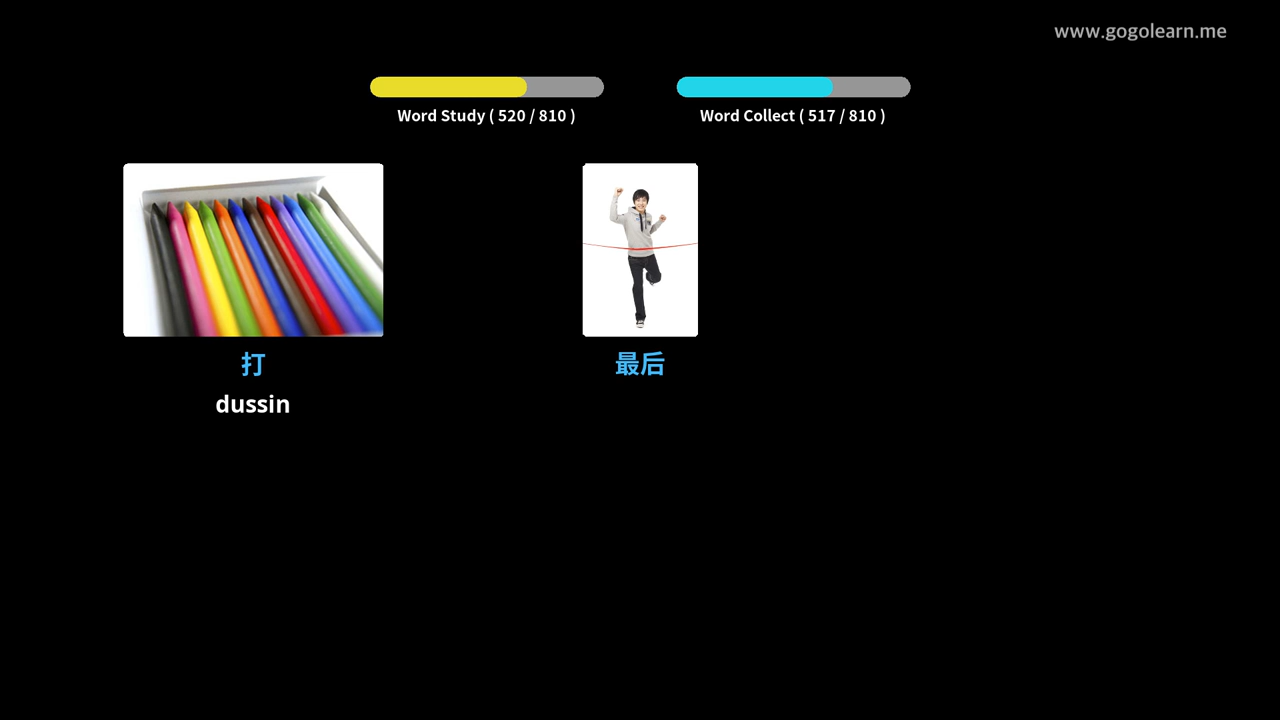 www.gogolearn.me
Word Study ( 520 / 810 )
Word Collect ( 517 / 810 )
打
dussin
最后